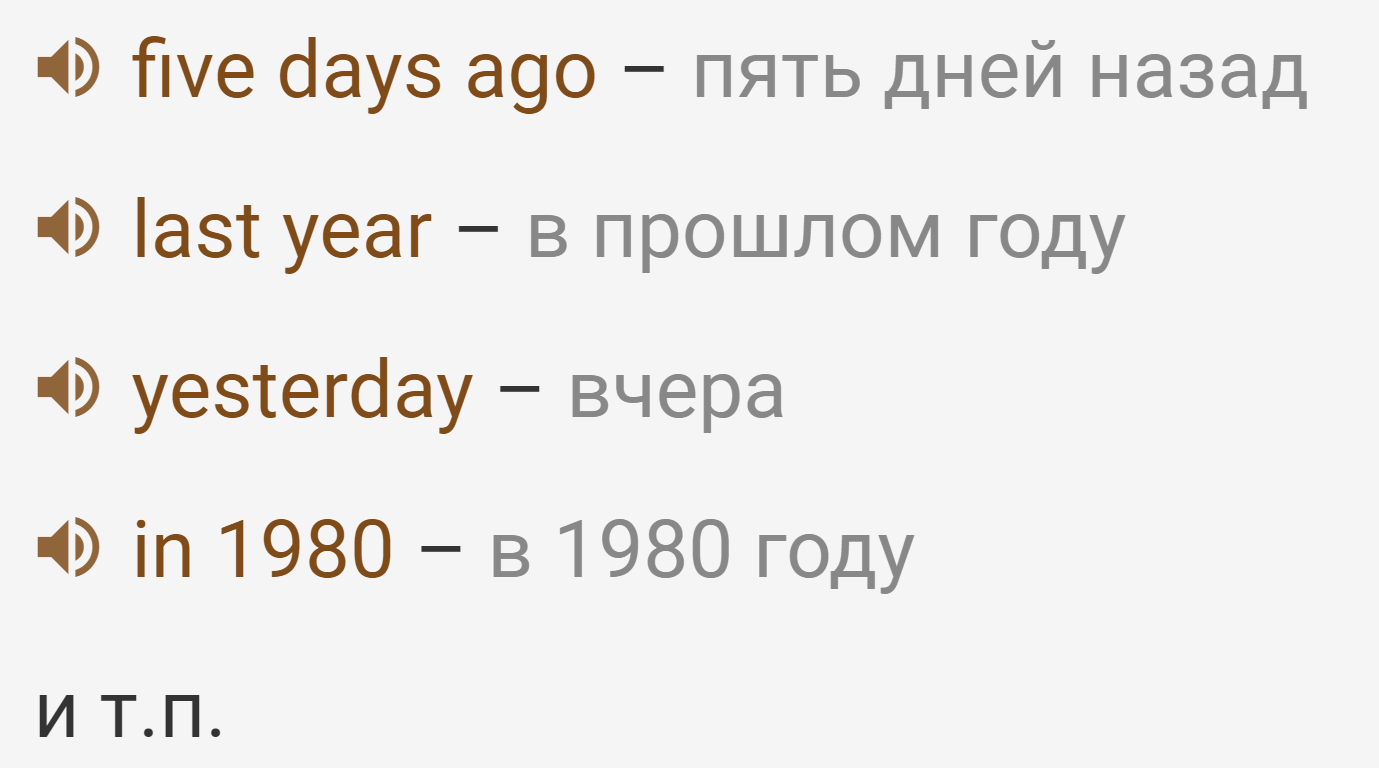 five days ago – пять дней назад
last year – в прошлом году
yesterday – вчера
in 1980 – в 1980 году
и т.п.